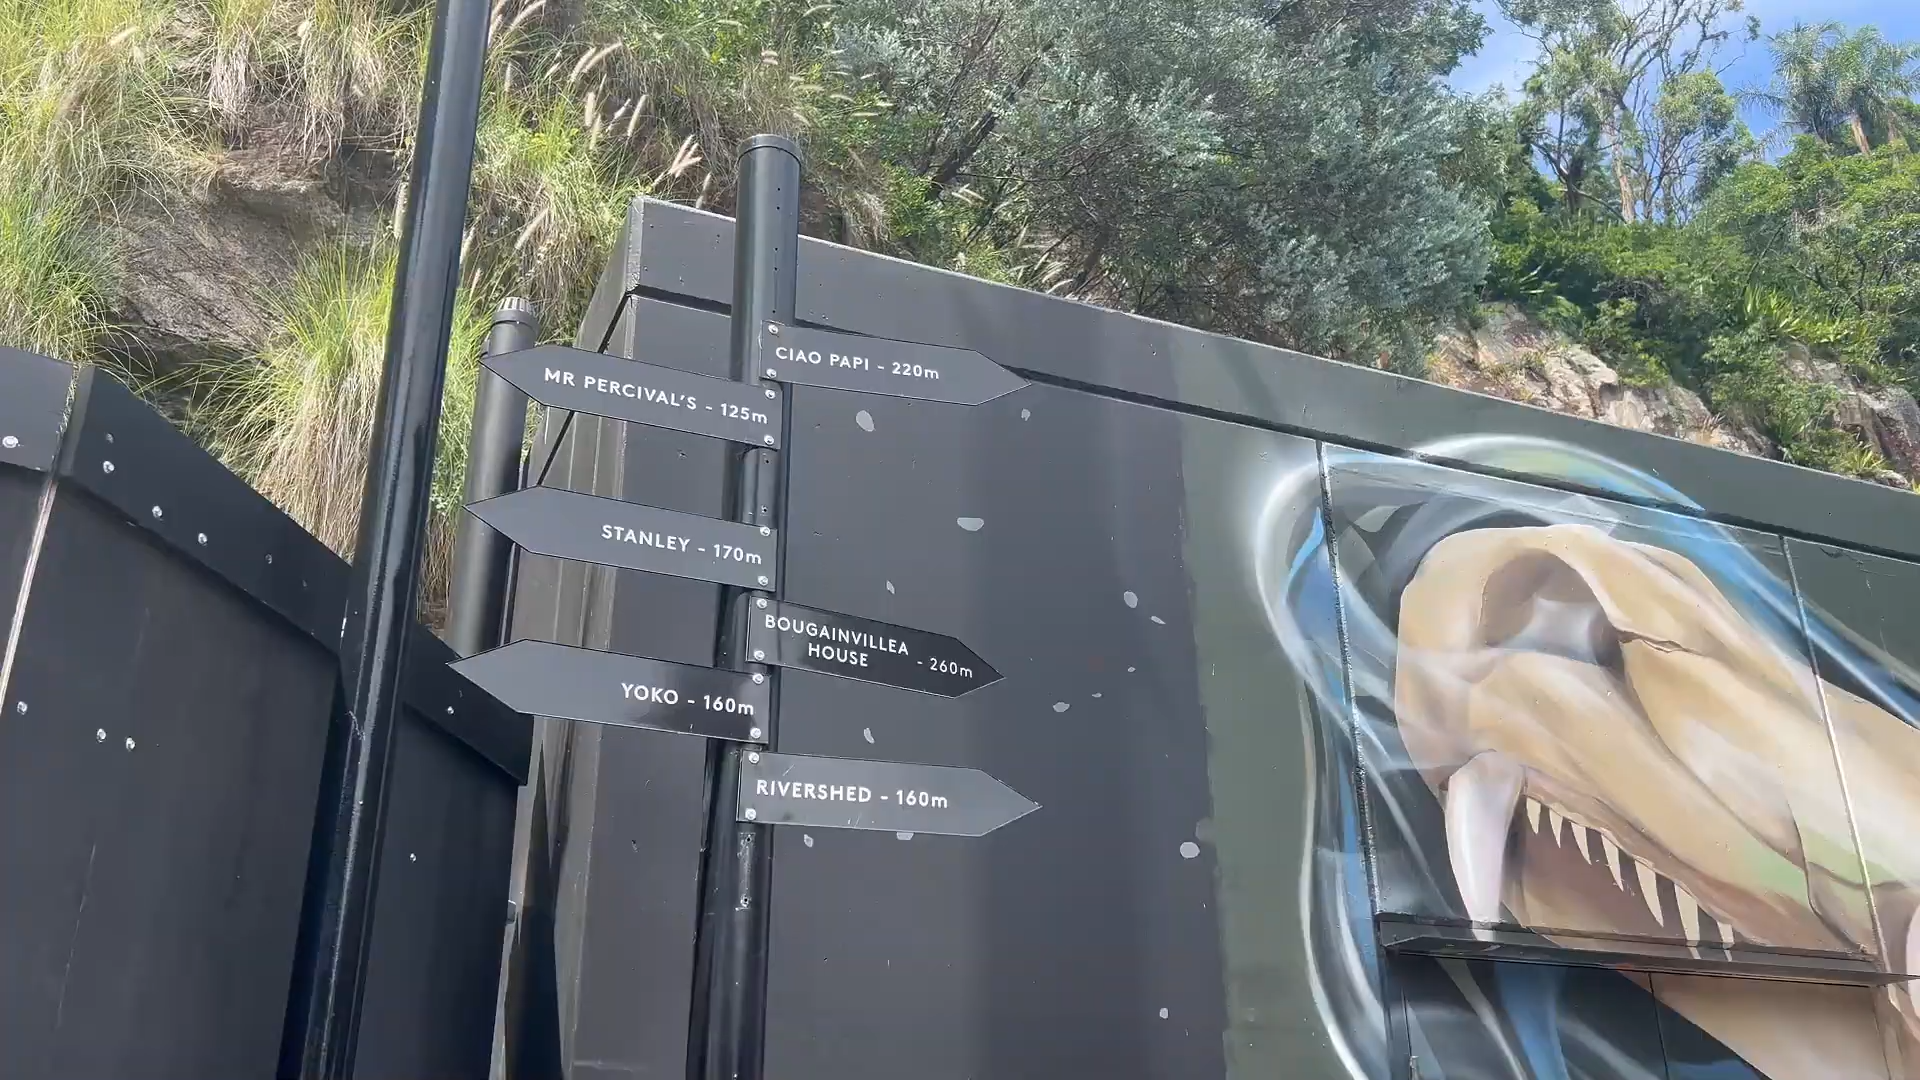 CIAO PAPI - 220m
MR PERCIVAL'S - 125m
STANLEY - 170m
BOUGAINVILLEA
HOUSE - 260m
YOKO - 160m
RIVERSHED - 160m